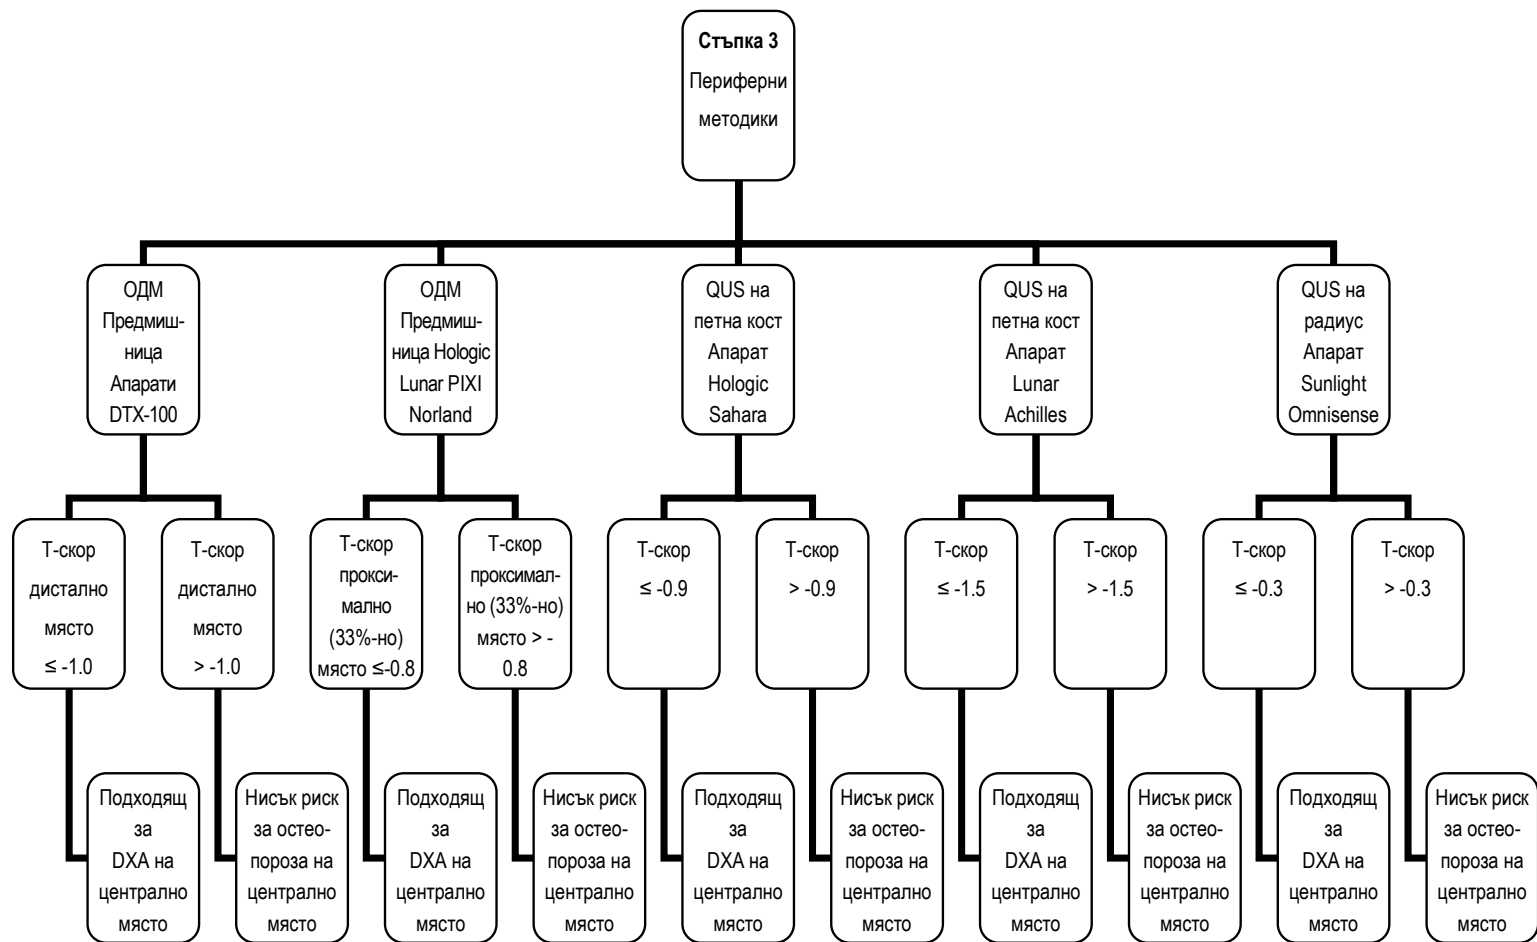 Стъпка 3
Периферни
методики
ОДМ
Предмиш-
ница
Апарати
DTX-100
ОДМ
Предмиш-
ница Hologic
Lunar PIXI
Norland
QUS на
петна кост
Апарат
Hologic
Sahara
QUS на
петна кост
Апарат
Lunar
Achilles
QUS на
радиус
Апарат
Sunlight
Omnisense
Т-скор
дистално
място
≤ -1.0
Т-скор
дистално
място
> -1.0
Т-скор
прокси-
мално
(33%-но)
място ≤-0.8
Т-скор
проксимал-
но (33%-но)
място > -
0.8
Т-скор
≤ -0.9
Т-скор
> -0.9
Т-скор
≤ -1.5
Т-скор
> -1.5
Т-скор
≤ -0.3
Т-скор
> -0.3
Подходящ
за
DXA на
централно
място
Нисък риск
за остео-
пороза на
централно
място
Подходящ
за
DXA на
централно
място
Нисък риск
за остео-
пороза на
централно
място
Подходящ
за
DXA на
централно
място
Нисък риск
за остео-
пороза на
централно
място
Подходящ
за
DXA на
централно
място
Нисък риск
за остео-
пороза на
централно
място
Подходящ
за
DXA на
централно
място
Нисък риск
за остео-
пороза на
централно
място